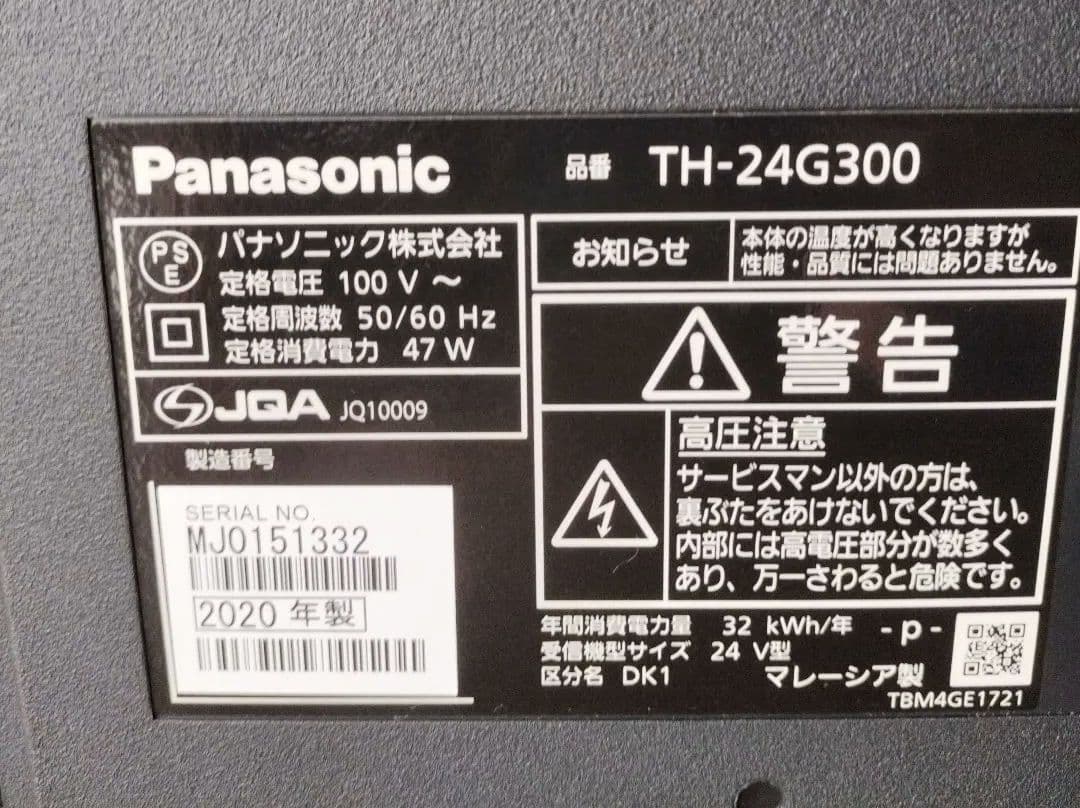 Panasonic
品番 TH-24G300
PS
E
パナソニック株式会社
定格電圧 100 V ～
定格周波数 50/60 Hz
定格消費電力 47 W
JQA JQ10009
製造番号
SERIAL NO.
MJ0151332
2020 年製
お知らせ
本体の温度が高くなりますが
性能・品質には問題ありません。
警告
高圧注意
サービスマン以外の方は、
裏ぶたをあけないでください。
内部には高電圧部分が数多く
あり、万一さわると危険です。
年間消費電力量 32 kWh/年
受信機型サイズ 24 V型
区分名 DK1
- p -
マレーシア製
TBM4GE1721